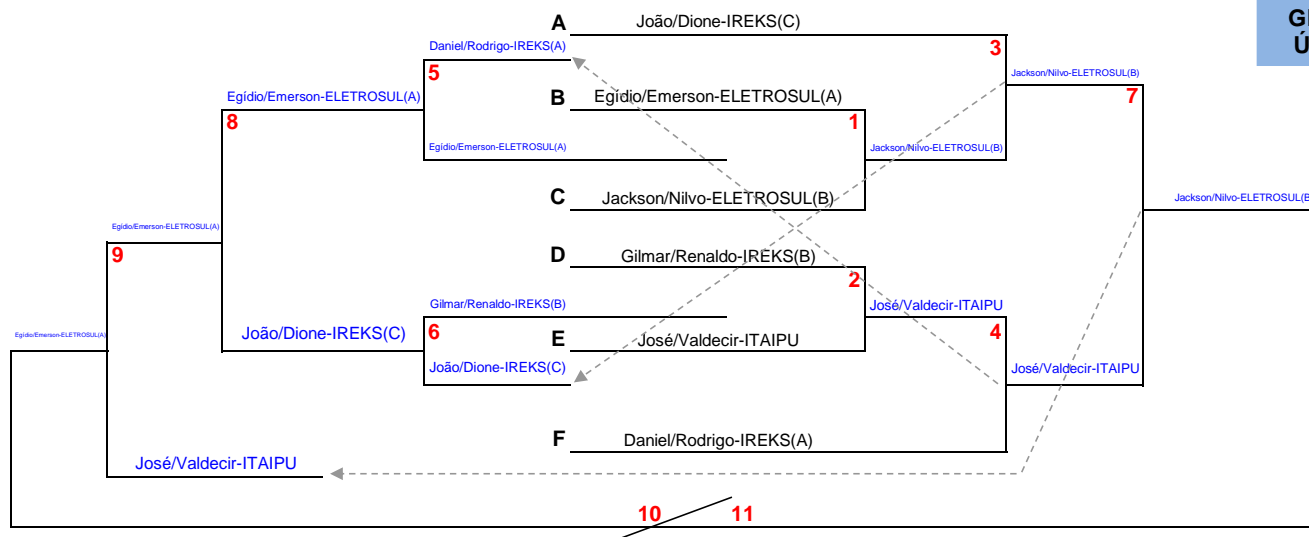 A João/Dione-IREKS(C)
GI
Daniel/Rodrigo-IREKS(A)
3
Ú
5
Jackson/Nilvo-ELETROSUL(B)
Egídio/Emerson-ELETROSUL(A)
B Egídio/Emerson-ELETROSUL(A)
7
8
1
Egídio/Emerson-ELETROSUL(A)
Jackson/Nilvo-ELETROSUL(B)
C Jackson/Nilvo-ELETROSUL(B)
Jackson/Nilvo-ELETROSUL(B
Egídio/Emerson-ELETROSUL(A)
9
D Gilmar/Renaldo-IREKS(B)
2
Gilmar/Renaldo-IREKS(B)
José/Valdecir-ITAIPU
Egídio/Emerson-ELETROSUL(A)
João/Dione-IREKS(C)
6
E José/Valdecir-ITAIPU
4
João/Dione-IREKS(C)
José/Valdecir-ITAIPU
F Daniel/Rodrigo-IREKS(A)
José/Valdecir-ITAIPU
10 11